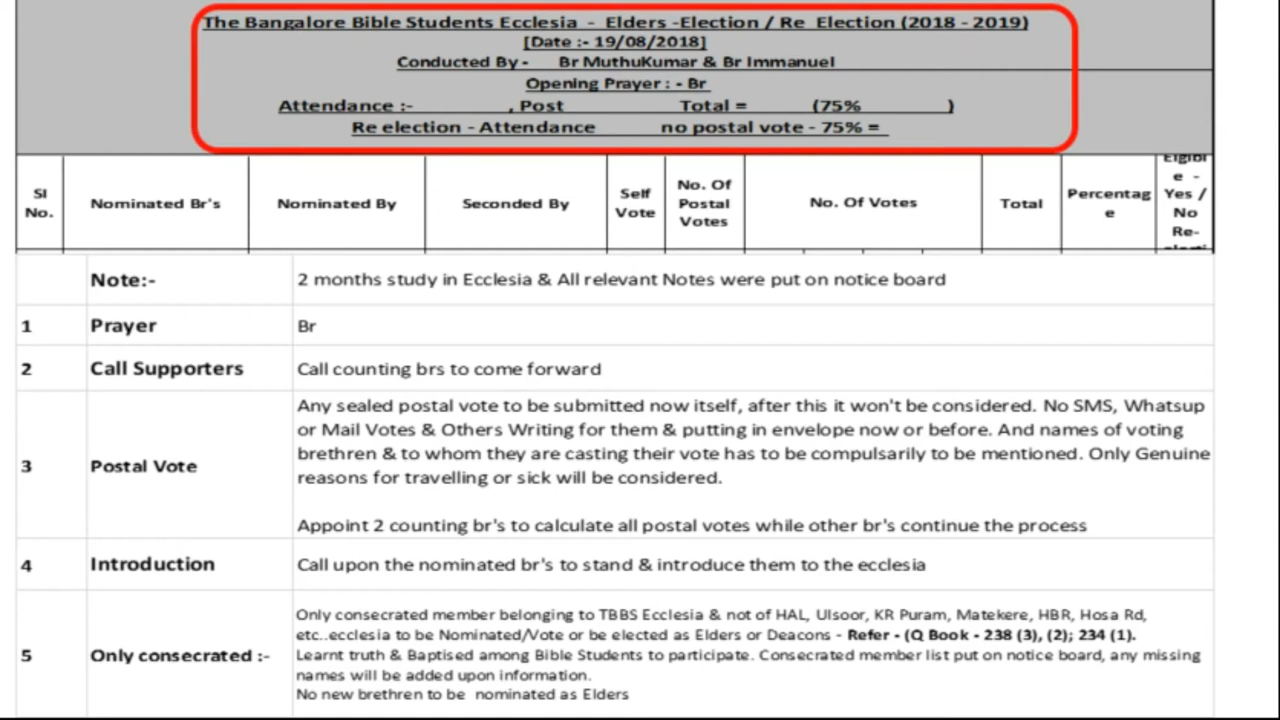 The Bangalore Bible Students Ecclesia - Elders -Election / Re Election (2018 - 2019)
[Date :- 19/08/2018]
Conducted By - Br MuthuKumar & Br Immanuel
Opening Prayer : - Br
Attendance :- , Post Total = (75% )
Re election - Attendance no postal vote - 75% =
Sl No.
Nominated Br's
Nominated By
Seconded By
Self Vote
No. Of Postal Votes
No. Of Votes
Total
Percentag e
Eligibl e - Yes / No Re-
Note:- 2 months study in Ecclesia & All relevant Notes were put on notice board
1 Prayer Br
2 Call Supporters Call counting brs to come forward
3 Postal Vote
Any sealed postal vote to be submitted now itself, after this it won't be considered. No SMS, Whatsup
or Mail Votes & Others Writing for them & putting in envelope now or before. And names of voting
brethren & to whom they are casting their vote has to be compulsarily to be mentioned. Only Genuine
reasons for travelling or sick will be considered.
Appoint 2 counting br's to calculate all postal votes while other br's continue the process
4 Introduction Call upon the nominated br's to stand & introduce them to the ecclesia
5 Only consecrated :-
Only consecrated member belonging to TBBS Ecclesia & not of HAL, Ulsoor, KR Puram, Matekere, HBR, Hosa Rd,
etc..ecclesia to be Nominated/Vote or be elected as Elders or Deacons - Refer - (Q Book - 238 (3), (2); 234 (1).
Learnt truth & Baptised among Bible Students to participate. Consecrated member list put on notice board, any missing
names will be added upon information.
No new brethren to be nominated as Elders